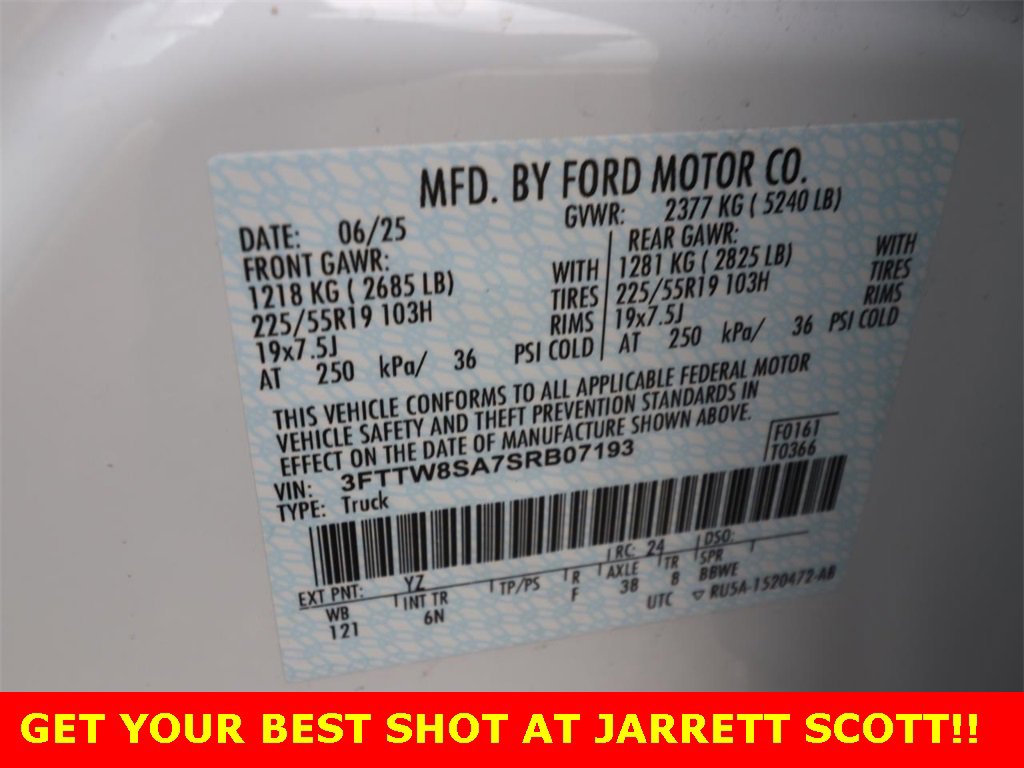 MFD. BY FORD MOTOR CO.
DATE: 06/25 GVWR: 2377 KG ( 5240 LB)
FRONT GAWR: REAR GAWR:
1218 KG ( 2685 LB) WITH 1281 KG ( 2825 LB) WITH
225/55R19 103H TIRES 225/55R19 103H TIRES
19x7.5J RIMS 19x7.5J RIMS
AT 250 kPa/ 36 PSI COLD AT 250 kPa/ 36 PSI COLD
THIS VEHICLE CONFORMS TO ALL APPLICABLE FEDERAL MOTOR
VEHICLE SAFETY AND THEFT PREVENTION STANDARDS IN
EFFECT ON THE DATE OF MANUFACTURE SHOWN ABOVE.
VIN: 3FTTW8SA7SRB07193 F0161
TYPE: Truck T0366
EXT PNT: YZ RC: 24 DSO:
WB INT TR TP/PS R AXLE TR SPR
121 6N F 38 8 BBWE
UTC ▽ RU5A-1520472-AB
GET YOUR BEST SHOT AT JARRETT SCOTT!!